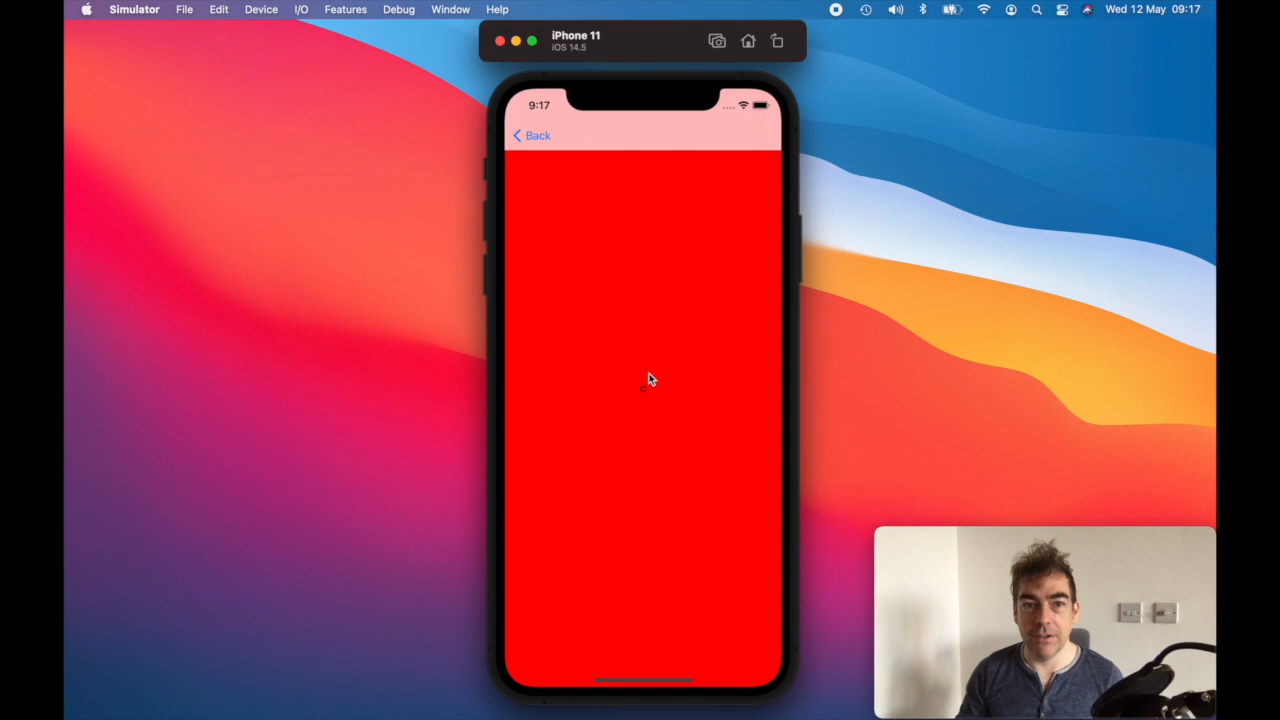 Simulator File Edit Device I/O Features Debug Window Help Wed 12 May 09:17
iPhone 11
iOS 14.5
9:17
Back